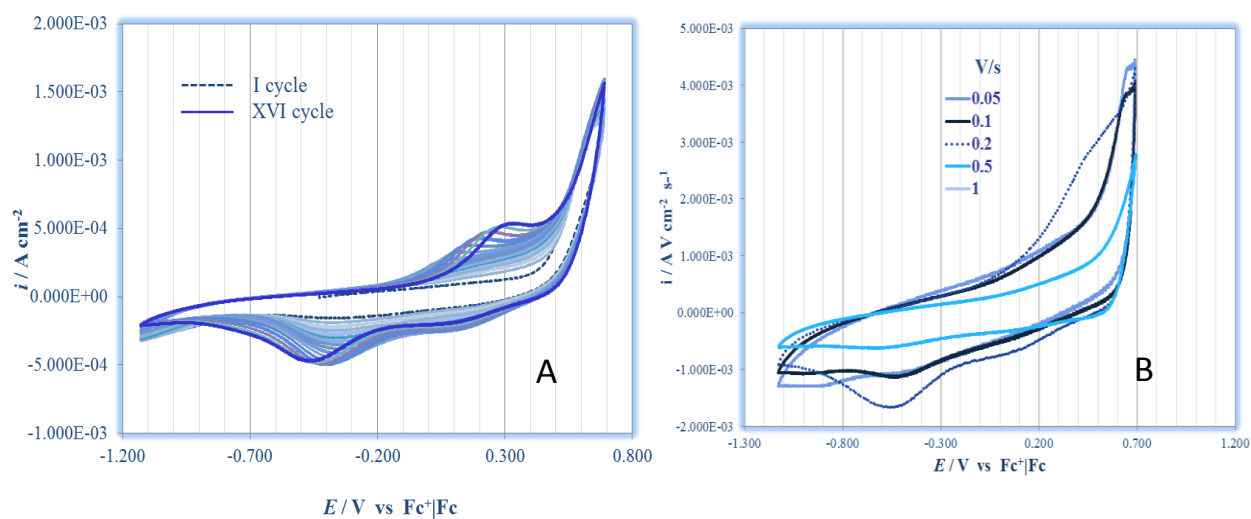 2.000E-03
1.500E-03
1.000E-03
5.000E-04
0.000E+00
-5.000E-04
-1.000E-03
i / A cm⁻²
I cycle
XVI cycle
A
-1.200 -0.700 -0.200 0.300 0.800
E / V vs Fc⁺|Fc
5.000E-03
4.000E-03
3.000E-03
2.000E-03
1.000E-03
0.000E+00
-1.000E-03
-2.000E-03
i / A V cm⁻² s⁻¹
V/s
0.05
0.1
0.2
0.5
1
B
-1.300 -0.800 -0.300 0.200 0.700 1.200
E / V vs Fc⁺|Fc